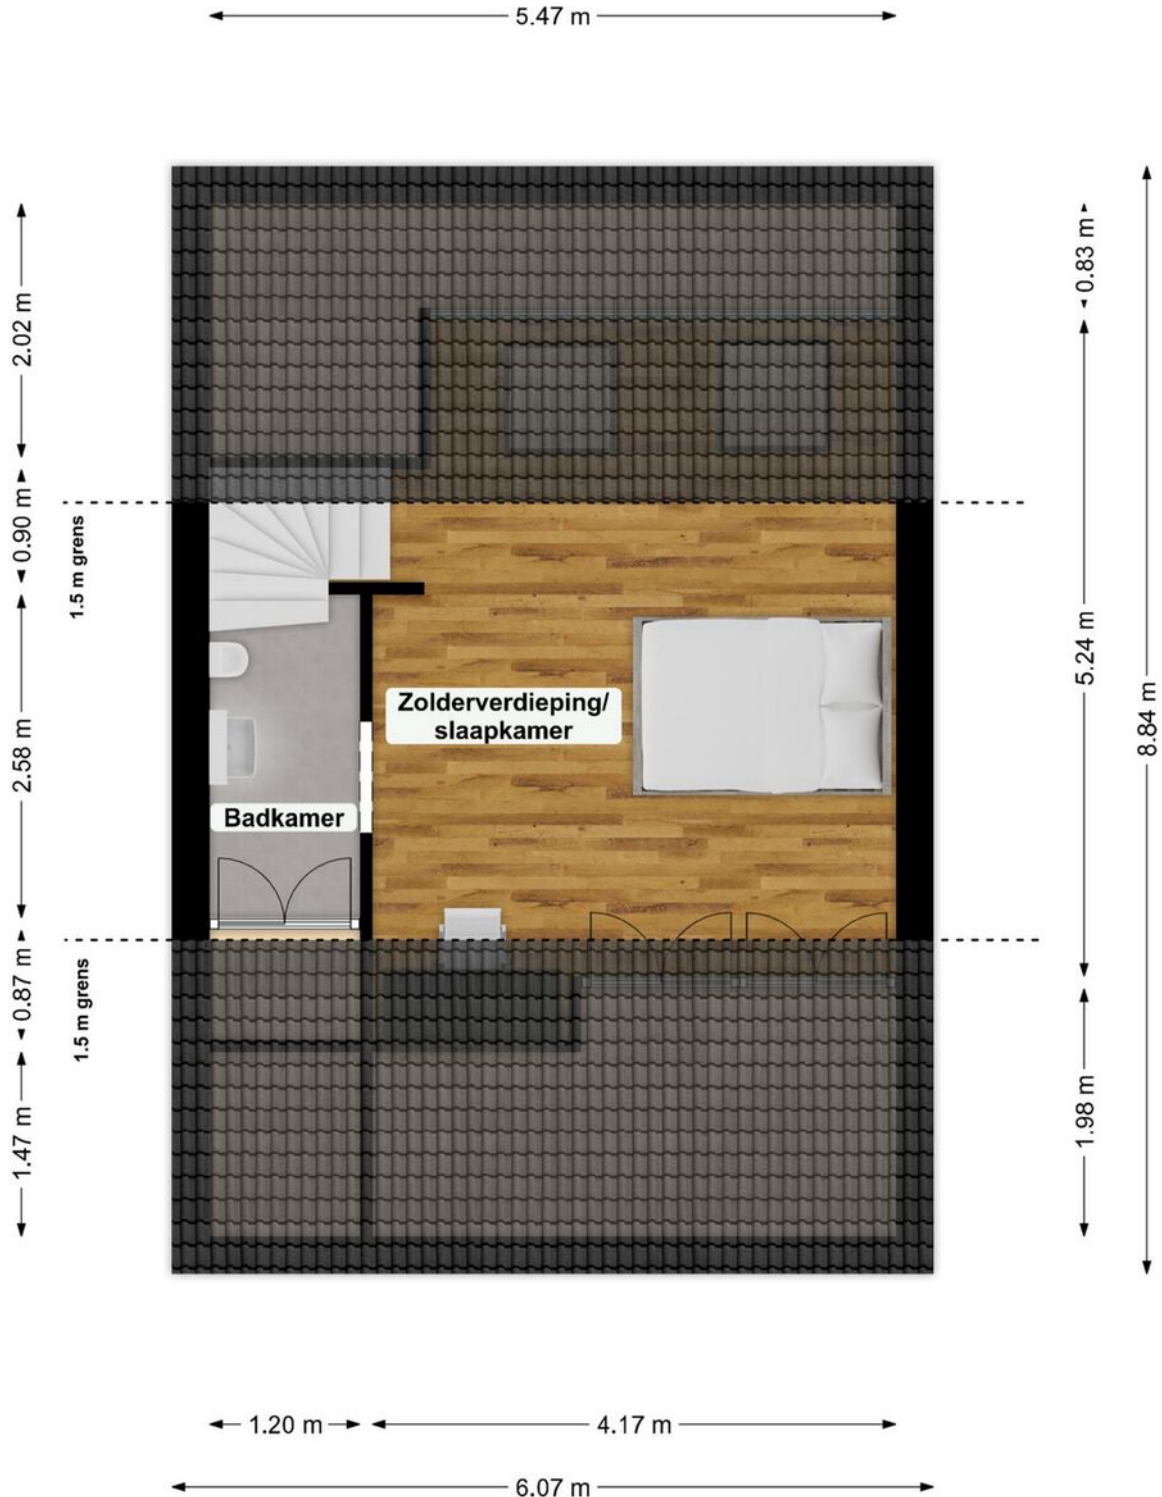 5.47 m
2.02 m
0.83 m
0.90 m
1.5 m grens
5.24 m
8.84 m
Zolderverdieping/
slaapkamer
2.58 m
Badkamer
0.87 m
1.5 m grens
1.98 m
1.47 m
1.20 m
4.17 m
6.07 m